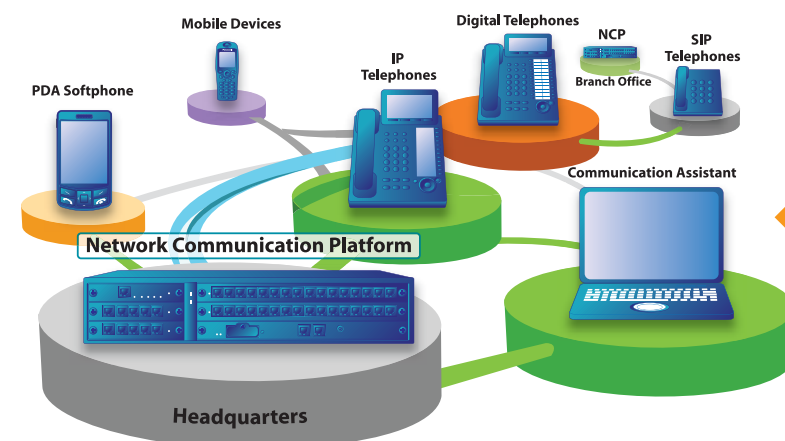 Mobile Devices
Digital Telephones
NCP
SIP
Telephones
IP
Telephones
Branch Office
PDA Softphone
Communication Assistant
Network Communication Platform
Headquarters